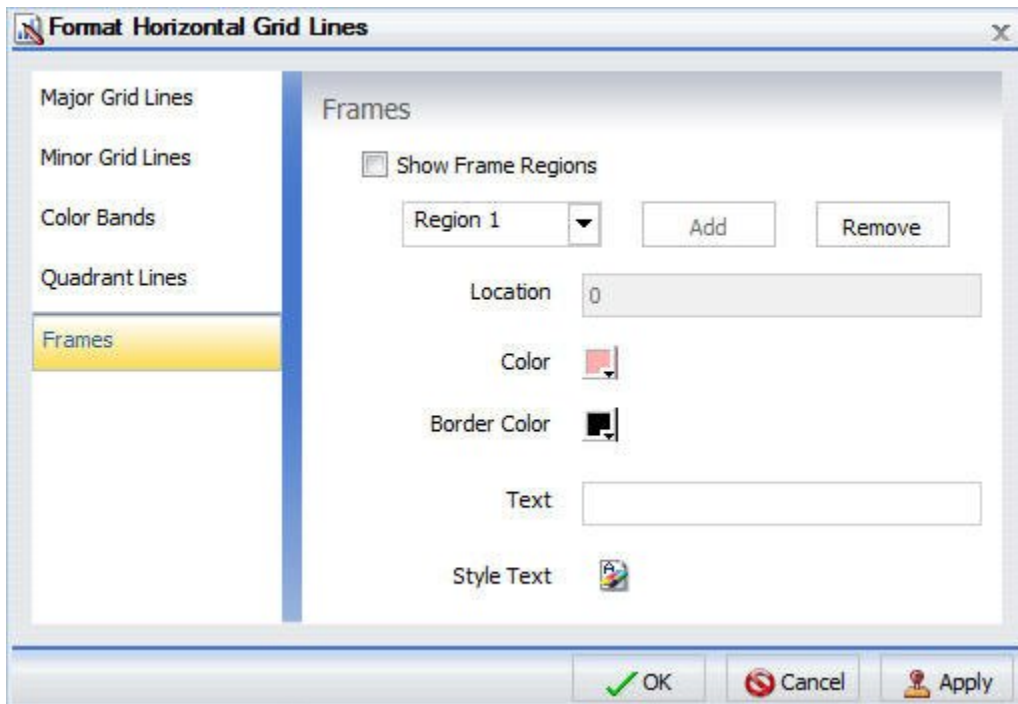 Format Horizontal Grid Lines
Major Grid Lines
Minor Grid Lines
Color Bands
Quadrant Lines
Frames
Frames
Show Frame Regions
Region 1
Add
Remove
Location
0
Color
Border Color
Text
Style Text
OK
Cancel
Apply